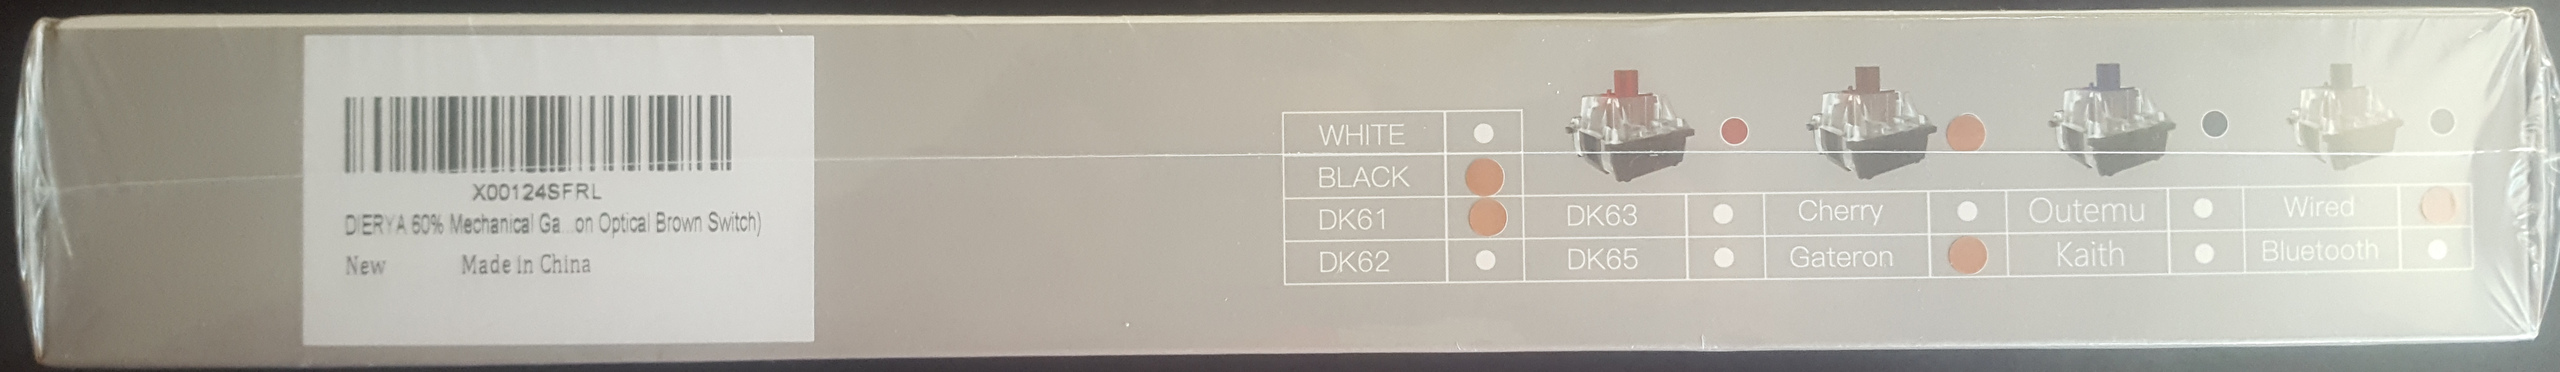 X00124SFRL
DIERYA 60% Mechanical Ga...on Optical Brown Switch)
New Made in China
WHITE
BLACK
DK61 DK63 Cherry Outemu Wired
DK62 DK65 Gateron Kaith Bluetooth